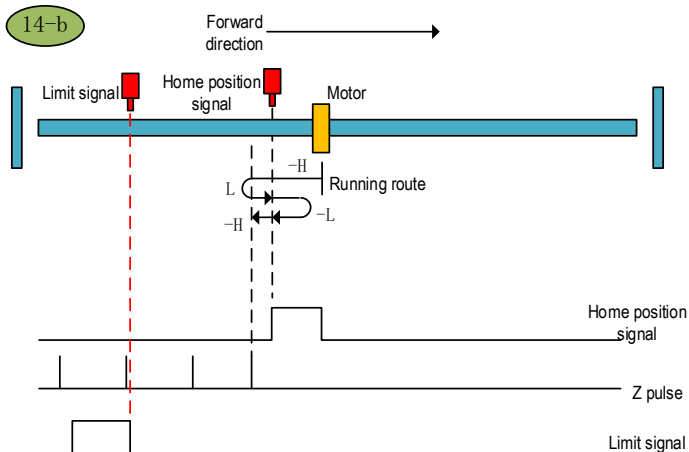 14-b
Forward
direction
Limit signal
Home position
signal
Motor
-H
Running route
L
-L
-H
Home position
signal
Z pulse
Limit signal